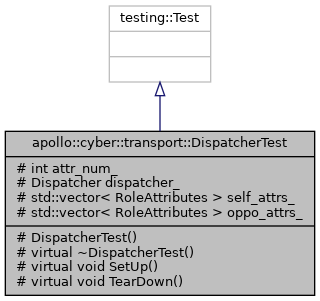 testing::Test
apollo::cyber::transport::DispatcherTest
# int attr_num_
# Dispatcher dispatcher_
# std::vector< RoleAttributes > self_attrs_
# std::vector< RoleAttributes > oppo_attrs_
# DispatcherTest()
# virtual ~DispatcherTest()
# virtual void SetUp()
# virtual void TearDown()